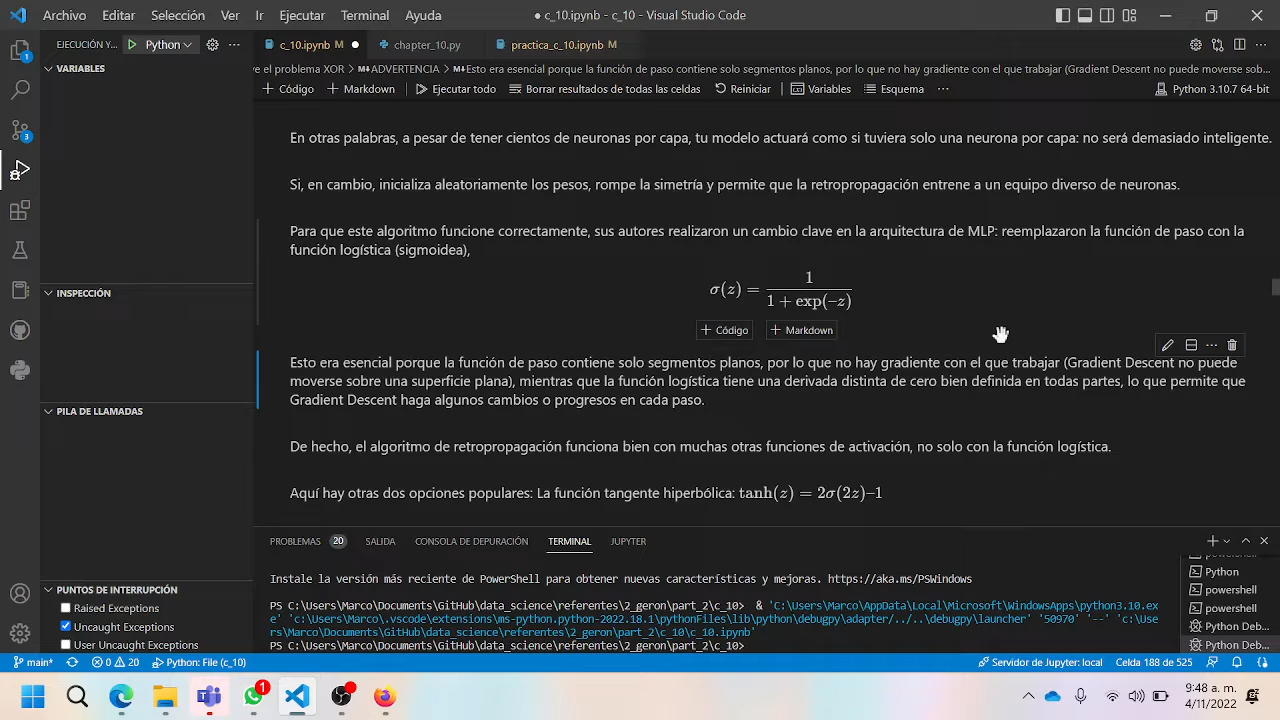 Archivo Editar Selección Ver Ir Ejecutar Terminal Ayuda
● c_10.ipynb - c_10 - Visual Studio Code
EJECUCIÓN Y... Python
c_10.ipynb M ● chapter_10.py practica_c_10.ipynb M
VARIABLES
ve el problema XOR > M↓ADVERTENCIA > M↓Esto era esencial porque la función de paso contiene solo segmentos planos, por lo que no hay gradiente con el que trabajar (Gradient Descent no puede moverse sob...
+ Código + Markdown Ejecutar todo Borrar resultados de todas las celdas Reiniciar Variables Esquema ... Python 3.10.7 64-bit
En otras palabras, a pesar de tener cientos de neuronas por capa, tu modelo actuará como si tuviera solo una neurona por capa: no será demasiado inteligente.
Si, en cambio, inicializa aleatoriamente los pesos, rompe la simetría y permite que la retropropagación entrene a un equipo diverso de neuronas.
Para que este algoritmo funcione correctamente, sus autores realizaron un cambio clave en la arquitectura de MLP: reemplazaron la función de paso con la
función logística (sigmoidea),
σ(z) = 1 / (1 + exp(–z))
+ Código + Markdown
Esto era esencial porque la función de paso contiene solo segmentos planos, por lo que no hay gradiente con el que trabajar (Gradient Descent no puede
moverse sobre una superficie plana), mientras que la función logística tiene una derivada distinta de cero bien definida en todas partes, lo que permite que
Gradient Descent haga algunos cambios o progresos en cada paso.
De hecho, el algoritmo de retropropagación funciona bien con muchas otras funciones de activación, no solo con la función logística.
Aquí hay otras dos opciones populares: La función tangente hiperbólica: tanh(z) = 2σ(2z)–1
INSPECCIÓN
PILA DE LLAMADAS
PUNTOS DE INTERRUPCIÓN
Raised Exceptions
Uncaught Exceptions
User Uncaught Exceptions
PROBLEMAS 20 SALIDA CONSOLA DE DEPURACIÓN TERMINAL JUPYTER
Instale la versión más reciente de PowerShell para obtener nuevas características y mejoras. https://aka.ms/PSWindows
PS C:\Users\Marco\Documents\GitHub\data_science\referentes\2_geron\part_2\c_10> & 'C:\Users\Marco\AppData\Local\Microsoft\WindowsApps\python3.10.ex
e' 'c:\Users\Marco\.vscode\extensions\ms-python.python-2022.18.1\pythonFiles\lib\python\debugpy\adapter/../..\debugpy\launcher' '50970' '--' 'c:\Use
rs\Marco\Documents\GitHub\data_science\referentes\2_geron\part_2\c_10\c_10.ipynb'
PS C:\Users\Marco\Documents\GitHub\data_science\referentes\2_geron\part_2\c_10>
Python
powershell
powershell
Python Deb...
Python Deb...
main* 0 20 Python: File (c_10)
Servidor de Jupyter: local Celda 188 de 525
1
3
1
9:48 a. m.
4/11/2022